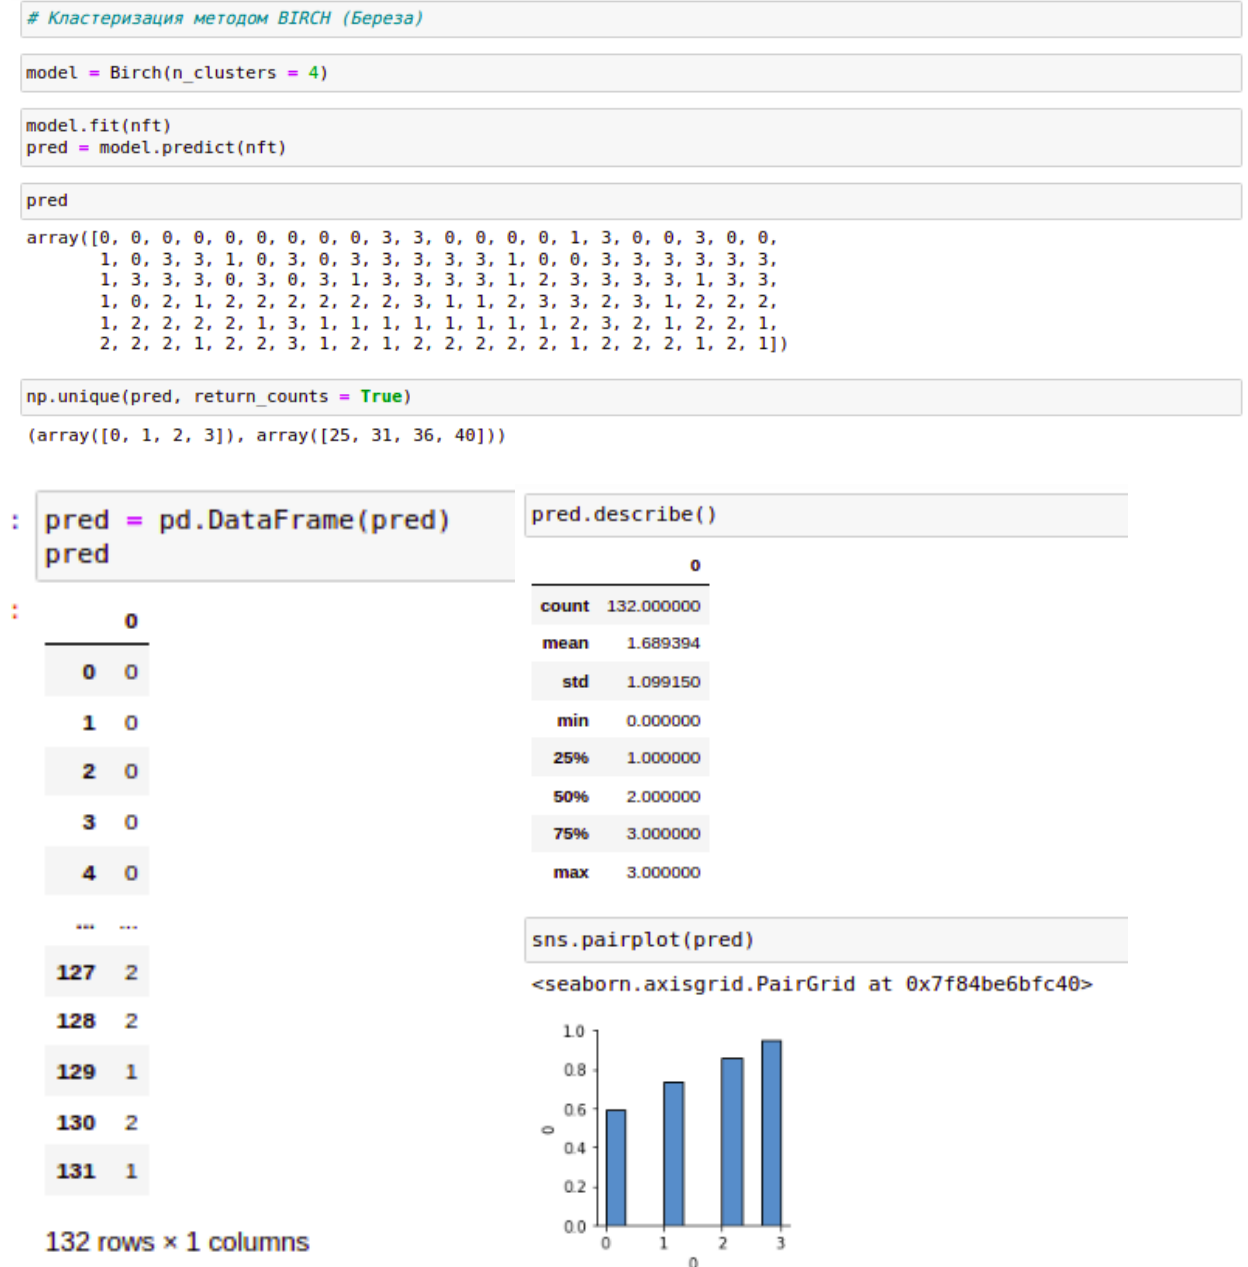 # Кластеризация методом BIRCH (Береза)
model = Birch(n_clusters = 4)
model.fit(nft)
pred = model.predict(nft)
pred
array([0, 0, 0, 0, 0, 0, 0, 0, 0, 3, 3, 0, 0, 0, 0, 1, 3, 0, 0, 3, 0, 0,
1, 0, 3, 3, 1, 0, 3, 0, 3, 3, 3, 3, 3, 1, 0, 0, 3, 3, 3, 3, 3, 3,
1, 3, 3, 3, 0, 3, 0, 3, 1, 3, 3, 3, 3, 1, 2, 3, 3, 3, 3, 1, 3, 3,
1, 0, 2, 1, 2, 2, 2, 2, 2, 2, 3, 1, 1, 2, 3, 3, 2, 3, 1, 2, 2, 2,
1, 2, 2, 2, 2, 1, 3, 1, 1, 1, 1, 1, 1, 1, 1, 2, 3, 2, 1, 2, 2, 1,
2, 2, 2, 1, 2, 2, 3, 1, 2, 1, 2, 2, 2, 2, 2, 1, 2, 2, 2, 1, 2, 1])
np.unique(pred, return_counts = True)
(array([0, 1, 2, 3]), array([25, 31, 36, 40]))
: pred = pd.DataFrame(pred)
pred
:
0
0 0
1 0
2 0
3 0
4 0
... ...
127 2
128 2
129 1
130 2
131 1
132 rows × 1 columns
pred.describe()
0
count 132.000000
mean 1.689394
std 1.099150
min 0.000000
25% 1.000000
50% 2.000000
75% 3.000000
max 3.000000
sns.pairplot(pred)
<seaborn.axisgrid.PairGrid at 0x7f84be6bfc40>
1.0
0.8
0.6
0.4
0.2
0.0
0
0 1 2 3
0